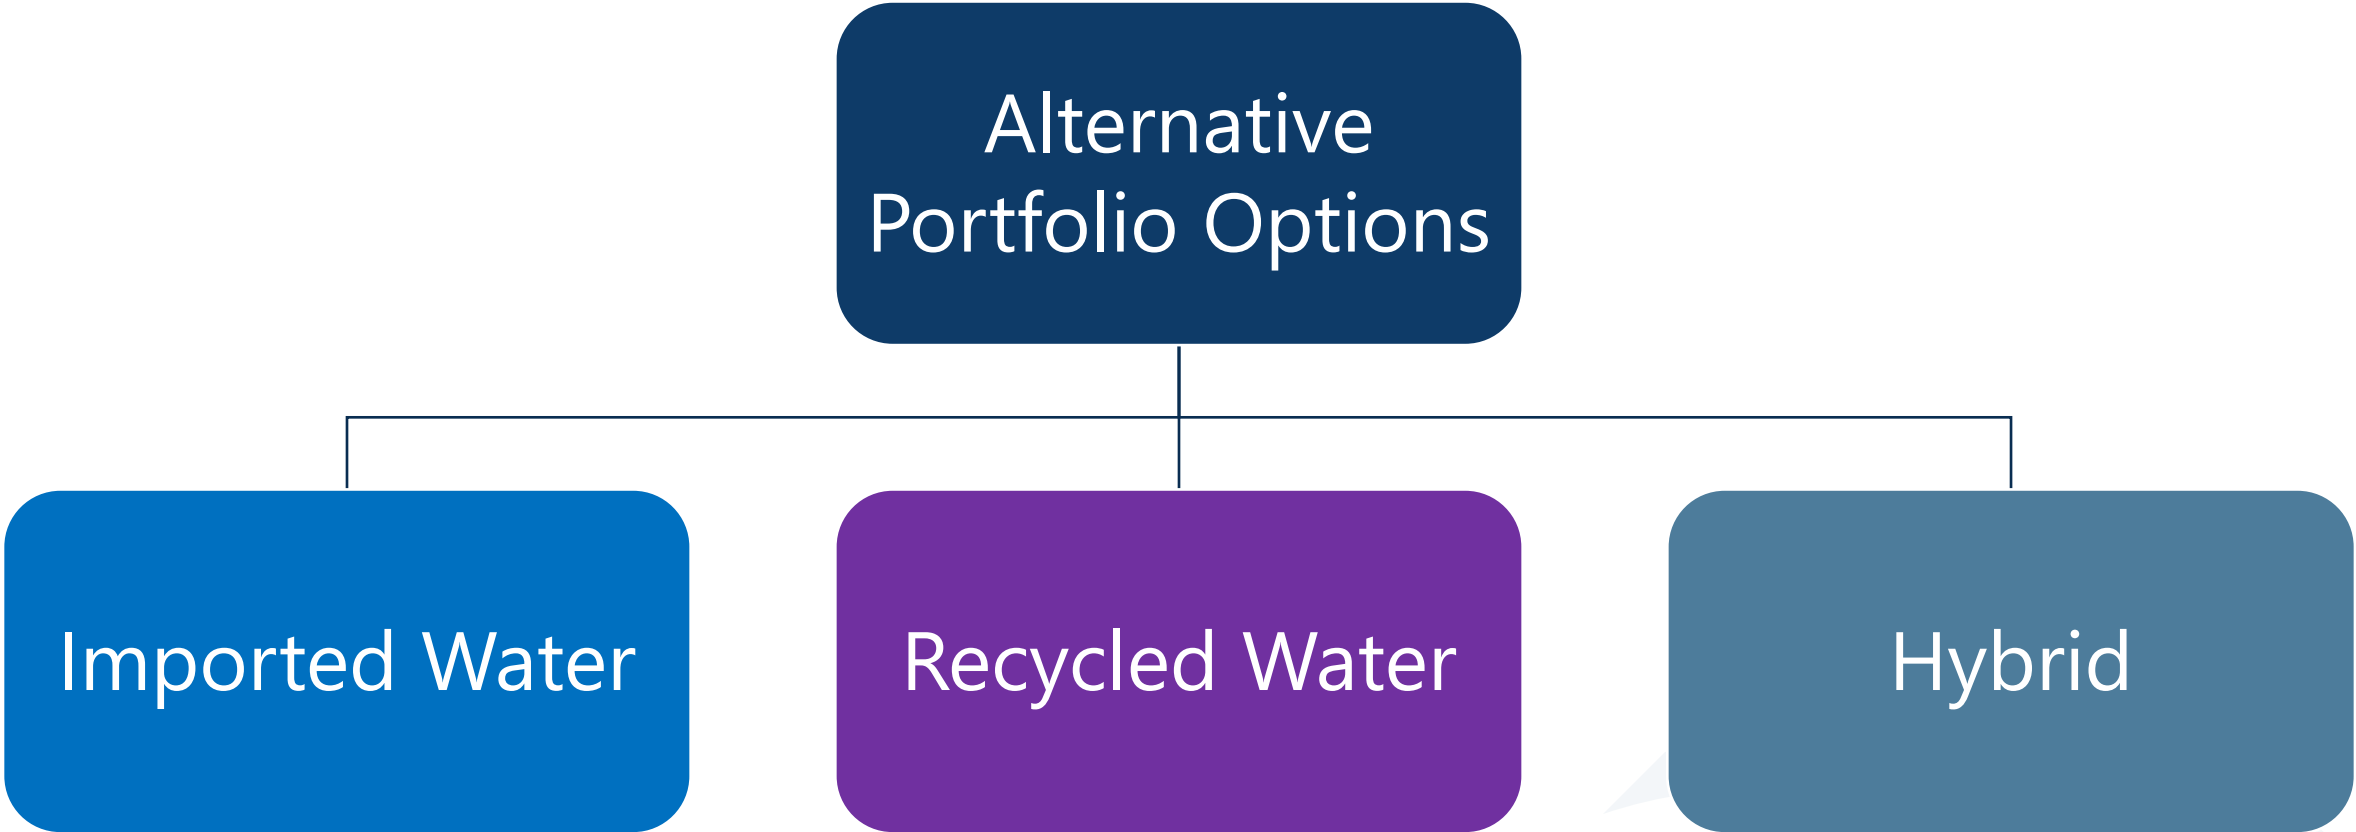 Alternative
Portfolio Options
Imported Water
Recycled Water
Hybrid